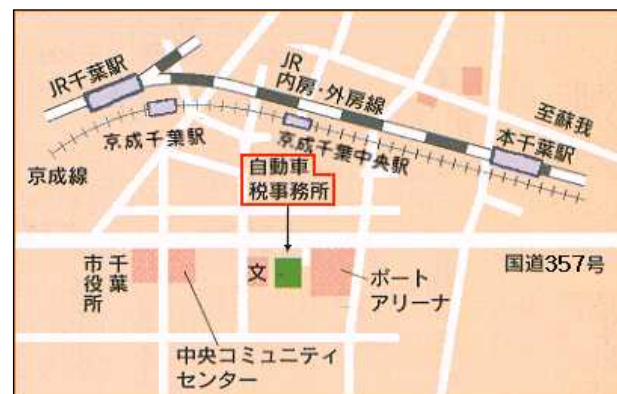 JR千葉駅
JR
内房・外房線
至蘇我
京成千葉駅
京成千葉中央駅
本千葉駅
京成線
自動車
税事務所
千葉
市役所
文
ポート
アリーナ
国道357号
中央コミュニティ
センター